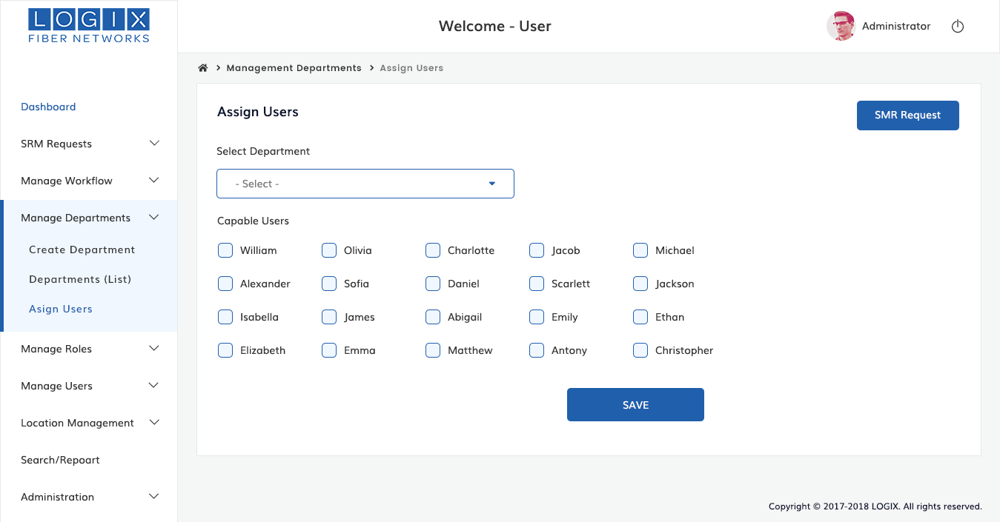 LOGIX
FIBER NETWORKS
Welcome - User
Administrator
Management Departments > Assign Users
Dashboard
SRM Requests
Manage Workflow
Manage Departments
Create Department
Departments (List)
Asign Users
Manage Roles
Manage Users
Location Management
Search/Repoart
Administration
Assign Users
SMR Request
Select Department
- Select -
Capable Users
William Olivia Charlotte Jacob Michael
Alexander Sofia Daniel Scarlett Jackson
Isabella James Abigail Emily Ethan
Elizabeth Emma Matthew Antony Christopher
SAVE
Copyright © 2017-2018 LOGIX. All rights reserved.